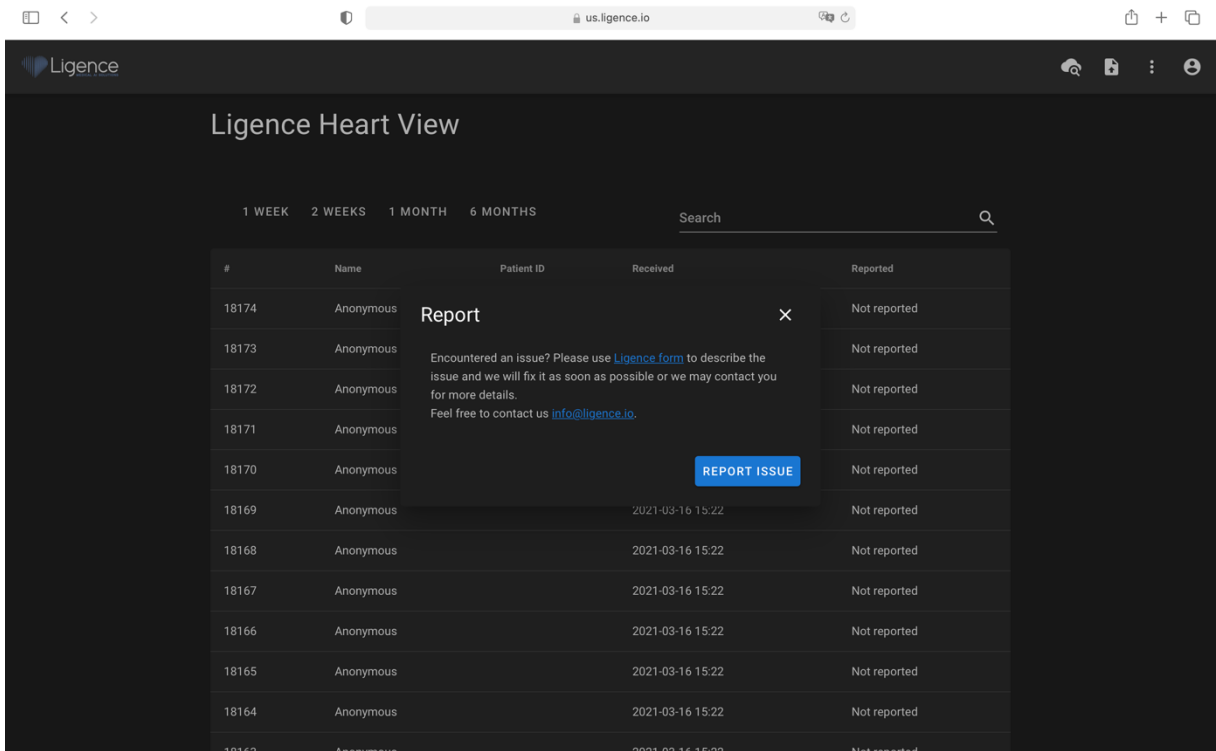 us.ligence.io
Ligence
Ligence Heart View
1 WEEK 2 WEEKS 1 MONTH 6 MONTHS Search
# Name Patient ID Received Reported
18174 Anonymous Not reported
18173 Anonymous Not reported
18172 Anonymous Not reported
18171 Anonymous Not reported
18170 Anonymous Not reported
Report
Encountered an issue? Please use Ligence form to describe the
issue and we will fix it as soon as possible or we may contact you
for more details.
Feel free to contact us info@ligence.io.
REPORT ISSUE
18169 Anonymous 2021-03-16 15:22 Not reported
18168 Anonymous 2021-03-16 15:22 Not reported
18167 Anonymous 2021-03-16 15:22 Not reported
18166 Anonymous 2021-03-16 15:22 Not reported
18165 Anonymous 2021-03-16 15:22 Not reported
18164 Anonymous 2021-03-16 15:22 Not reported